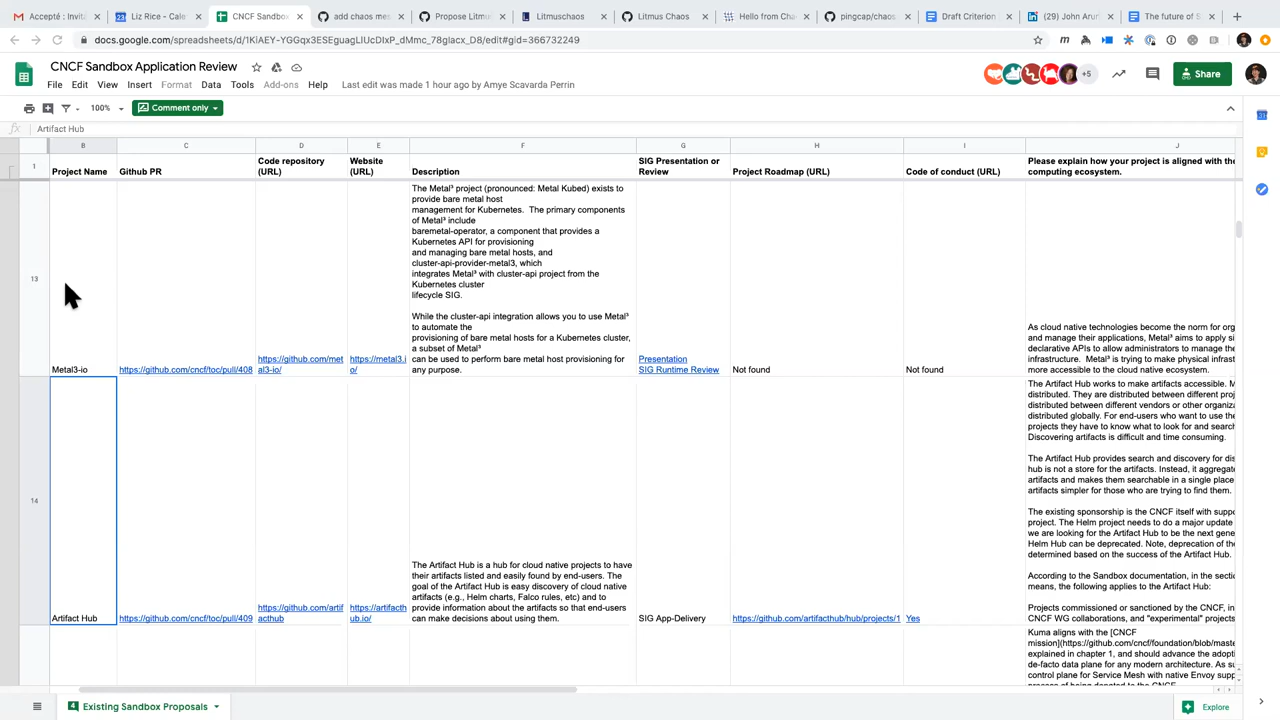 Accepté : Invita
Liz Rice - Cale
CNCF Sandbox
add chaos mes
Propose Litmu
Litmuschaos
Litmus Chaos
Hello from Cha
pingcap/chaos
Draft Criterion
(29) John Arun
The future of S
docs.google.com/spreadsheets/d/1KiAEY-YGGqx3ESEguagLIUcDIxP_dMmc_78glacx_D8/edit#gid=366732249
CNCF Sandbox Application Review
File Edit View Insert Format Data Tools Add-ons Help Last edit was made 1 hour ago by Amye Scavarda Perrin
+5
Share
100%
Comment only
fx Artifact Hub
B C D E F G H I J
1
Project Name
Github PR
Code repository
(URL)
Website
(URL)
Description
SIG Presentation or
Review
Project Roadmap (URL)
Code of conduct (URL)
Please explain how your project is aligned with the
computing ecosystem.
13
Metal3-io
https://github.com/cncf/toc/pull/408
https://github.com/met
al3-io/
https://metal3.i
o/
The Metal³ project (pronounced: Metal Kubed) exists to
provide bare metal host
management for Kubernetes. The primary components
of Metal³ include
baremetal-operator, a component that provides a
Kubernetes API for provisioning
and managing bare metal hosts, and
cluster-api-provider-metal3, which
integrates Metal³ with cluster-api project from the
Kubernetes cluster
lifecycle SIG.
While the cluster-api integration allows you to use Metal³
to automate the
provisioning of bare metal hosts for a Kubernetes cluster,
a subset of Metal³
can be used to perform bare metal host provisioning for
any purpose.
Presentation
SIG Runtime Review
Not found
Not found
As cloud native technologies become the norm for org
and manage their applications, Metal³ aims to apply si
declarative APIs to allow administrators to manage the
infrastructure. Metal³ is trying to make physical infrast
more accessible to the cloud native ecosystem.
14
Artifact Hub
https://github.com/cncf/toc/pull/409
https://github.com/artif
acthub
https://artifacth
ub.io/
The Artifact Hub is a hub for cloud native projects to have
their artifacts listed and easily found by end-users. The
goal of the Artifact Hub is easy discovery of cloud native
artifacts (e.g., Helm charts, Falco rules, etc) and to
provide information about the artifacts so that end-users
can make decisions about using them.
SIG App-Delivery
https://github.com/artifacthub/hub/projects/1
Yes
The Artifact Hub works to make artifacts accessible. M
distributed. They are distributed between different proj
distributed between different vendors or other organiza
distributed globally. For end-users who want to use the
projects they have to know what to look for and search
Discovering artifacts is difficult and time consuming.
The Artifact Hub provides search and discovery for dis
hub is not a store for the artifacts. Instead, it aggregate
artifacts and makes them searchable in a single place
artifacts simpler for those who are trying to find them.
The existing sponsorship is the CNCF itself with suppo
project. The Helm project needs to do a major update
we are looking for the Artifact Hub to be the next gene
Helm Hub can be deprecated. Note, deprecation of the
determined based on the success of the Artifact Hub.
According to the Sandbox documentation, in the sectio
means, the following applies to the Artifact Hub:
Projects commissioned or sanctioned by the CNCF, in
CNCF WG collaborations, and "experimental" projects
Kuma aligns with the [CNCF
mission](https://github.com/cncf/foundation/blob/maste
explained in chapter 1, and should advance the adopti
de-facto data plane for any modern architecture. As su
control plane for Service Mesh with native Envoy supp
process of being donated to the CNCF
Existing Sandbox Proposals
Explore